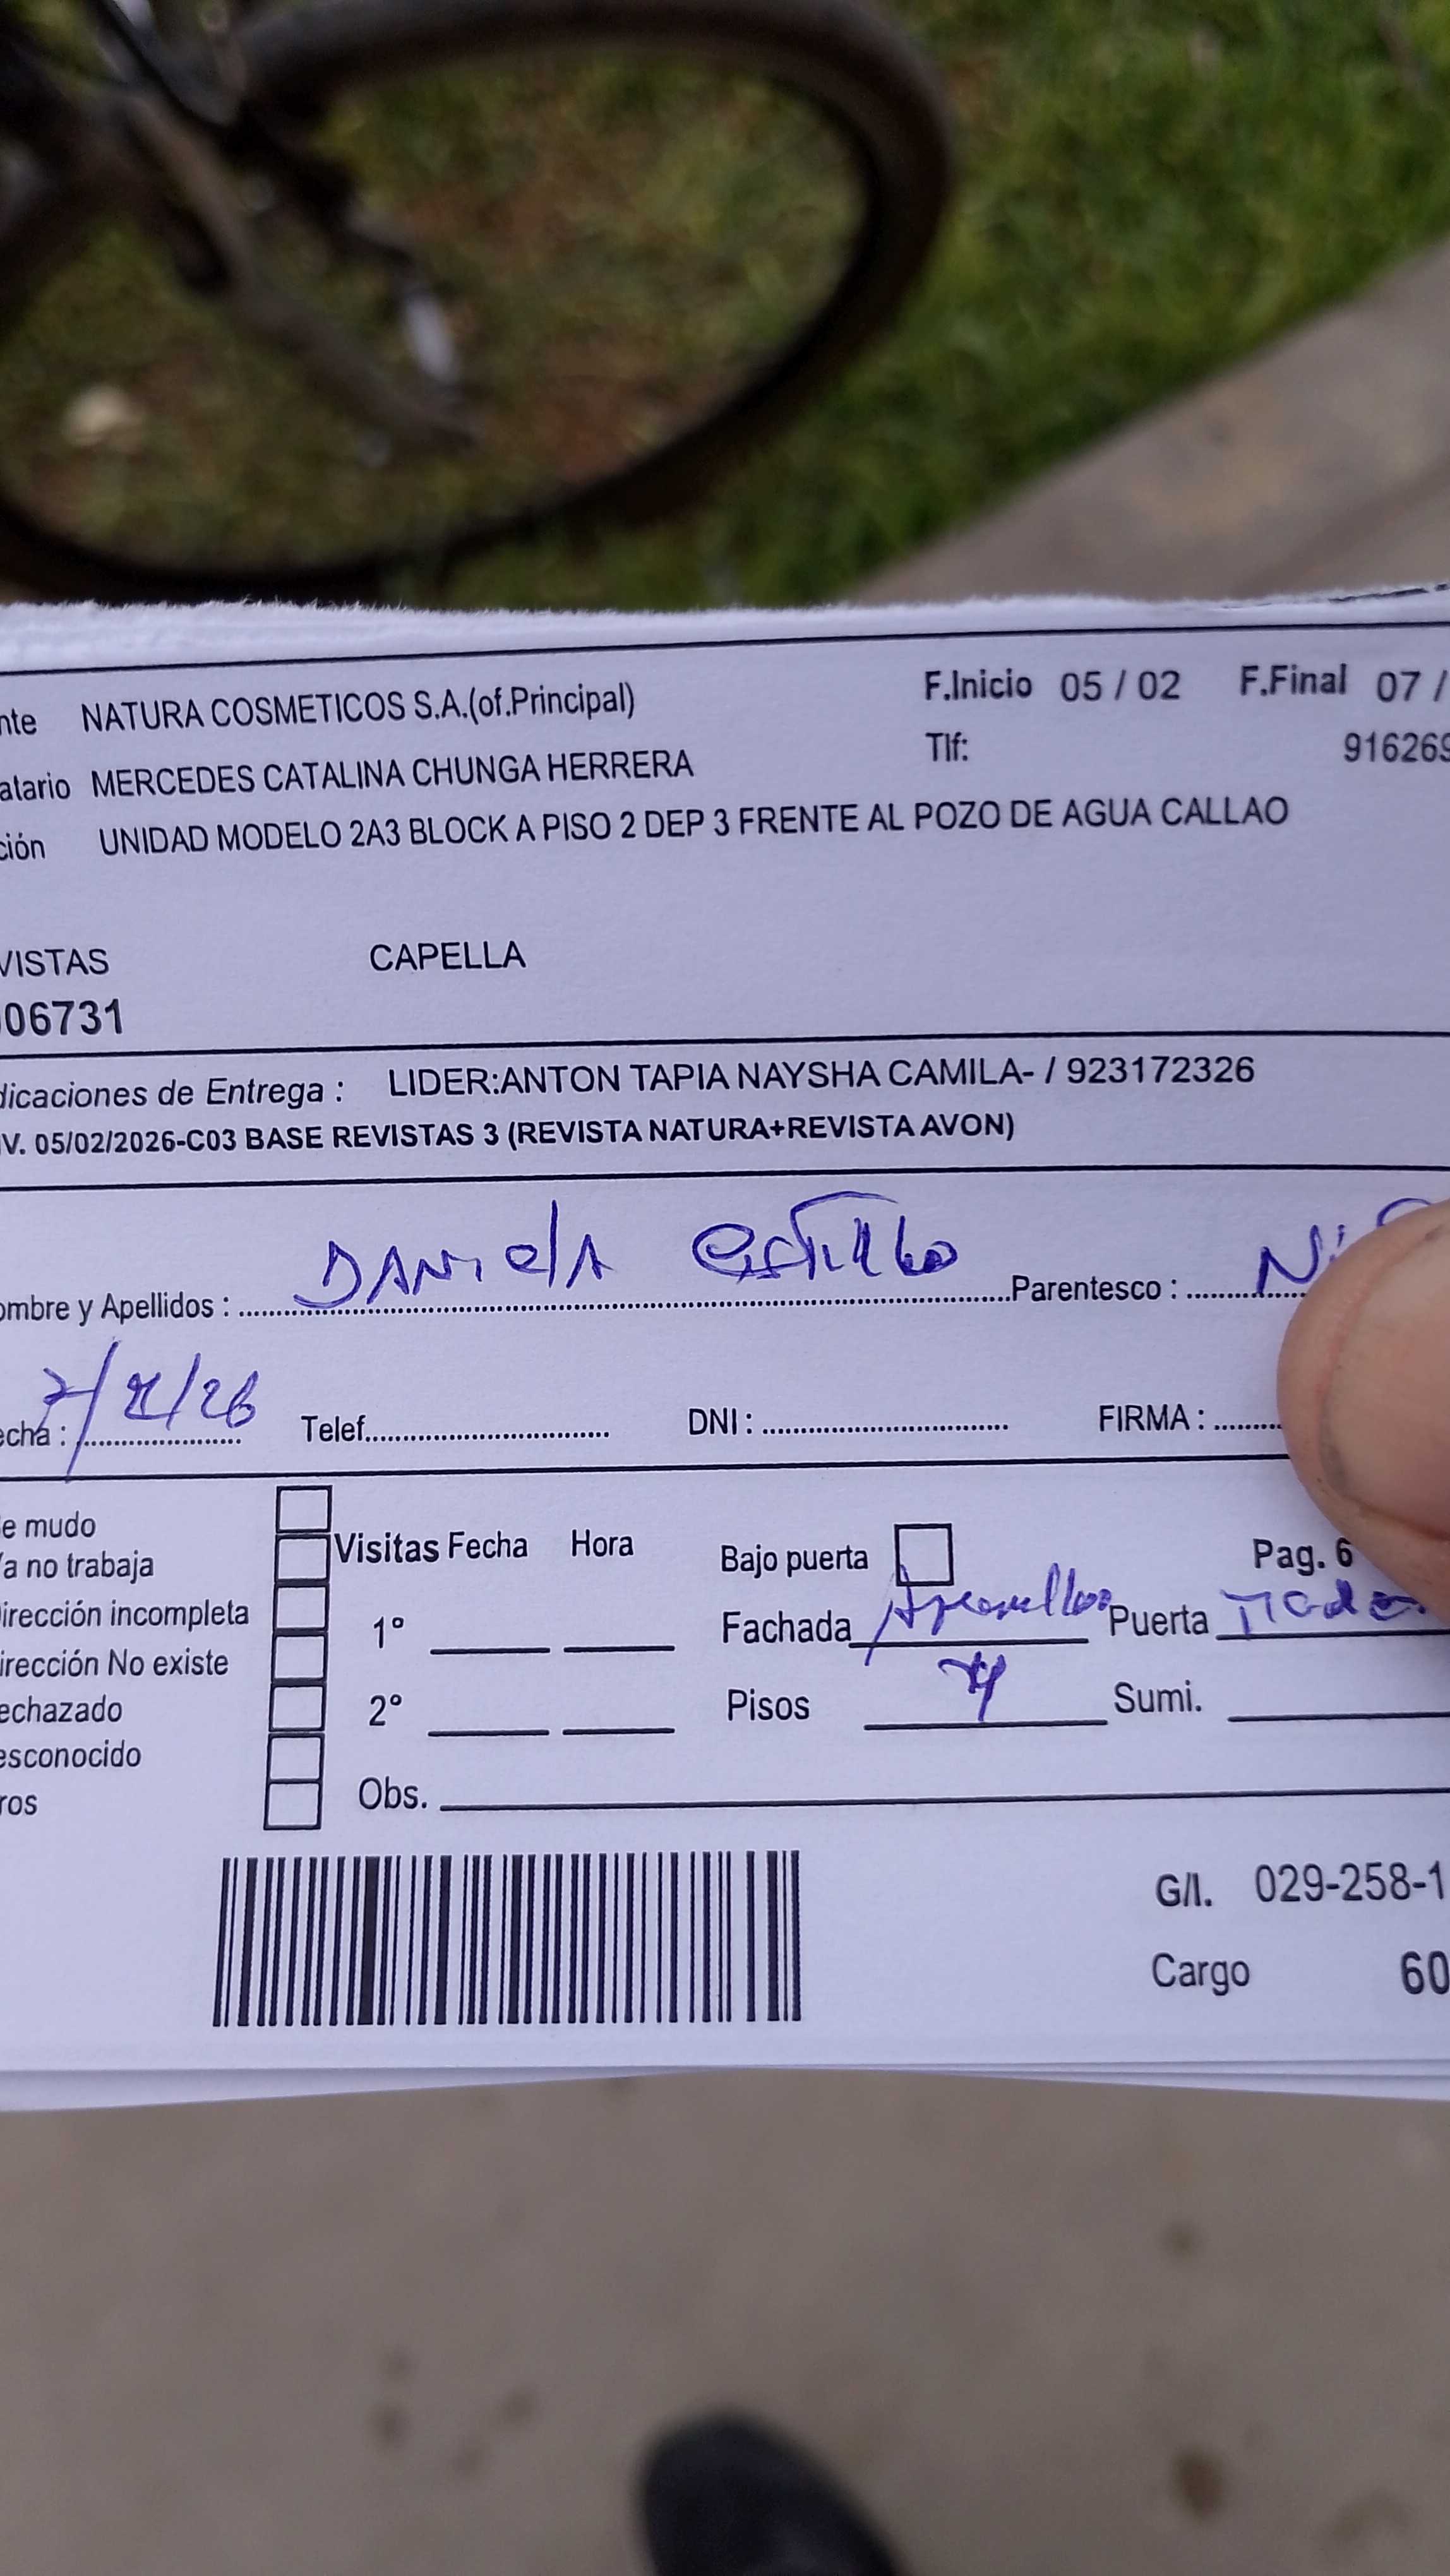 nte NATURA COSMETICOS S.A.(of.Principal) F.Inicio 05 / 02 F.Final 07 /
alario MERCEDES CATALINA CHUNGA HERRERA Tlf: 916269
ción UNIDAD MODELO 2A3 BLOCK A PISO 2 DEP 3 FRENTE AL POZO DE AGUA CALLAO
VISTAS CAPELLA
06731
dicaciones de Entrega : LIDER:ANTON TAPIA NAYSHA CAMILA- / 923172326
V. 05/02/2026-C03 BASE REVISTAS 3 (REVISTA NATURA+REVISTA AVON)
ombre y Apellidos : DANIElA Parentesco :
echa : Telef. DNI : FIRMA :
e mudo
Visitas Fecha Hora Bajo puerta Pag. 6
a no trabaja
irección incompleta 1° Fachada Puerta
irección No existe
echazado 2° Pisos 4 Sumi.
esconocido
ros Obs.
G/I. 029-258-1
Cargo 60